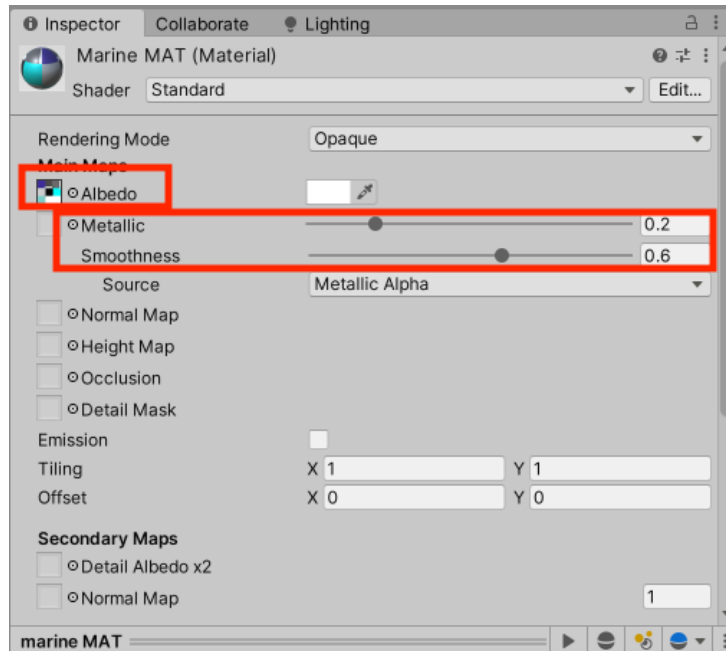 Inspector Collaborate Lighting
Marine MAT (Material)
Shader Standard Edit...
Rendering Mode Opaque
Main Maps
Albedo
Metallic 0.2
Smoothness 0.6
Source Metallic Alpha
Normal Map
Height Map
Occlusion
Detail Mask
Emission
Tiling X 1 Y 1
Offset X 0 Y 0
Secondary Maps
Detail Albedo x2
Normal Map 1
marine MAT